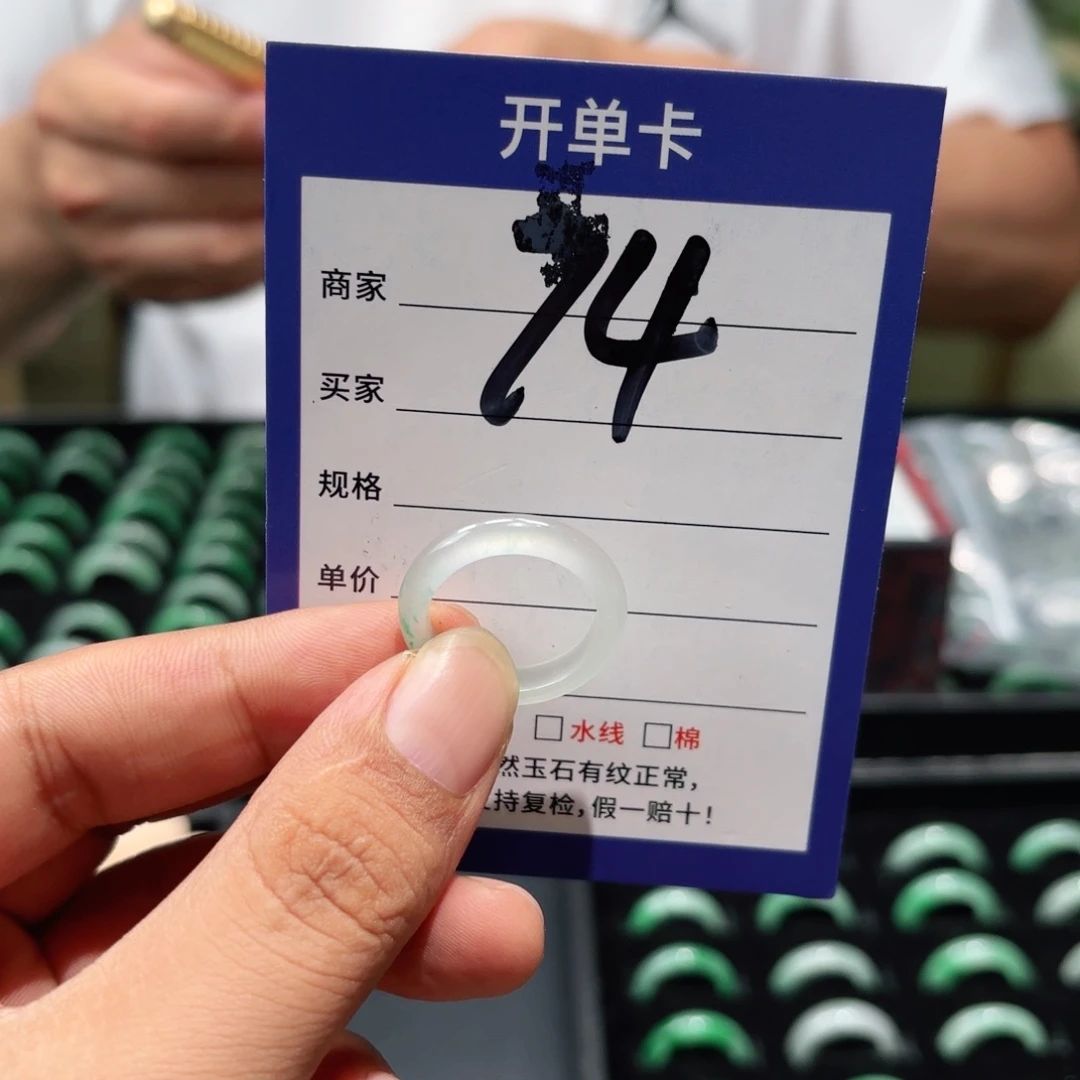 开单卡
商家
74
买家
规格
单价
□水线 □棉
然玉石有纹正常，
持复检，假一赔十！